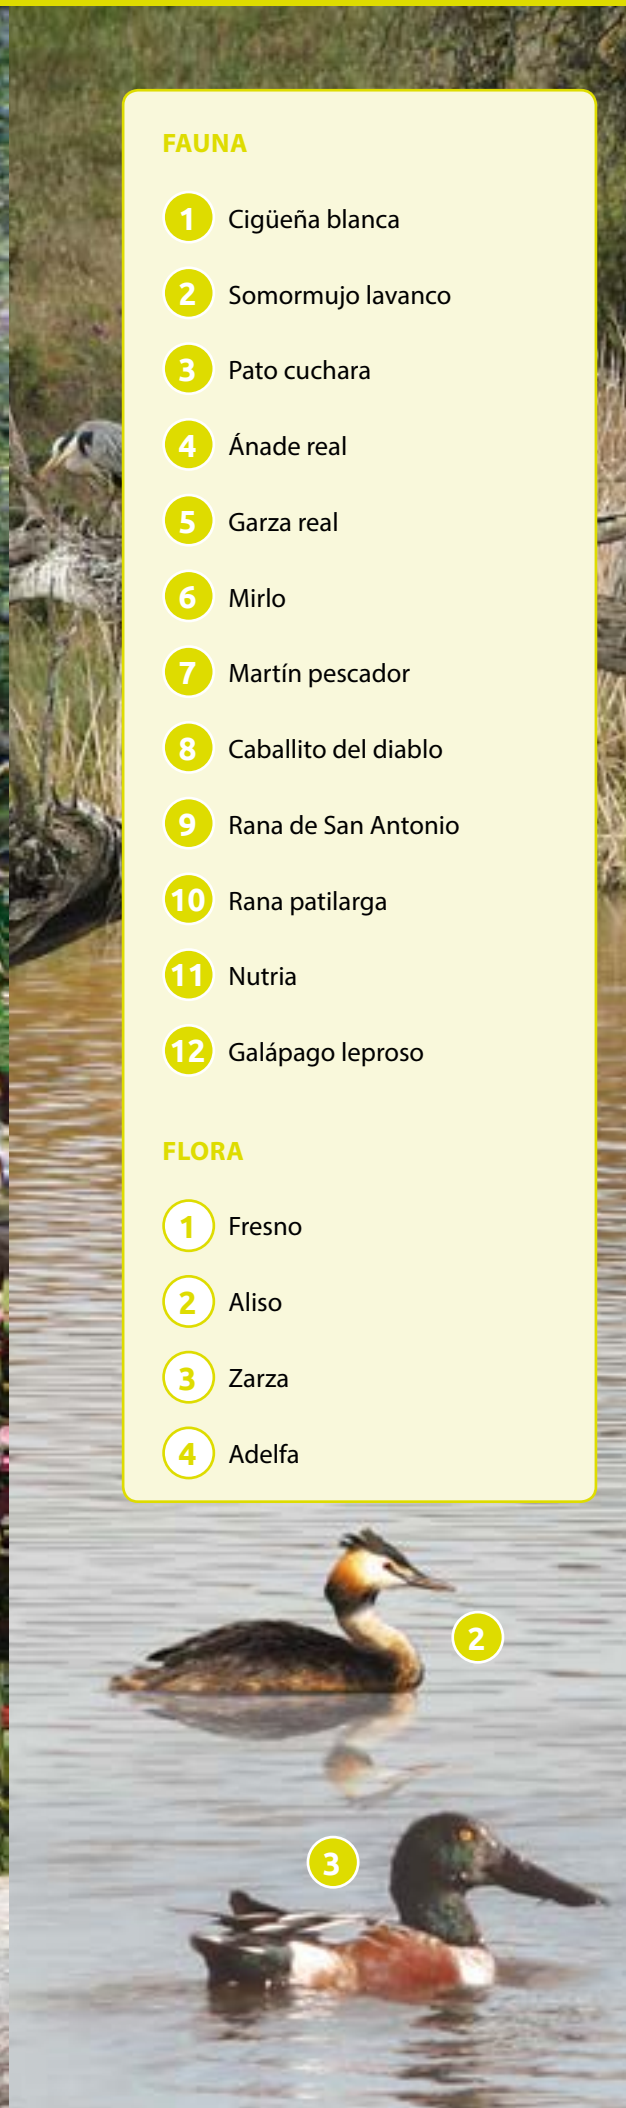 FAUNA
1 Cigüeña blanca
2 Somormujo lavanco
3 Pato cuchara
4 Ánade real
5 Garza real
6 Mirlo
7 Martín pescador
8 Caballito del diablo
9 Rana de San Antonio
10 Rana patilarga
11 Nutria
12 Galápago leproso
FLORA
1 Fresno
2 Aliso
3 Zarza
4 Adelfa
2
3